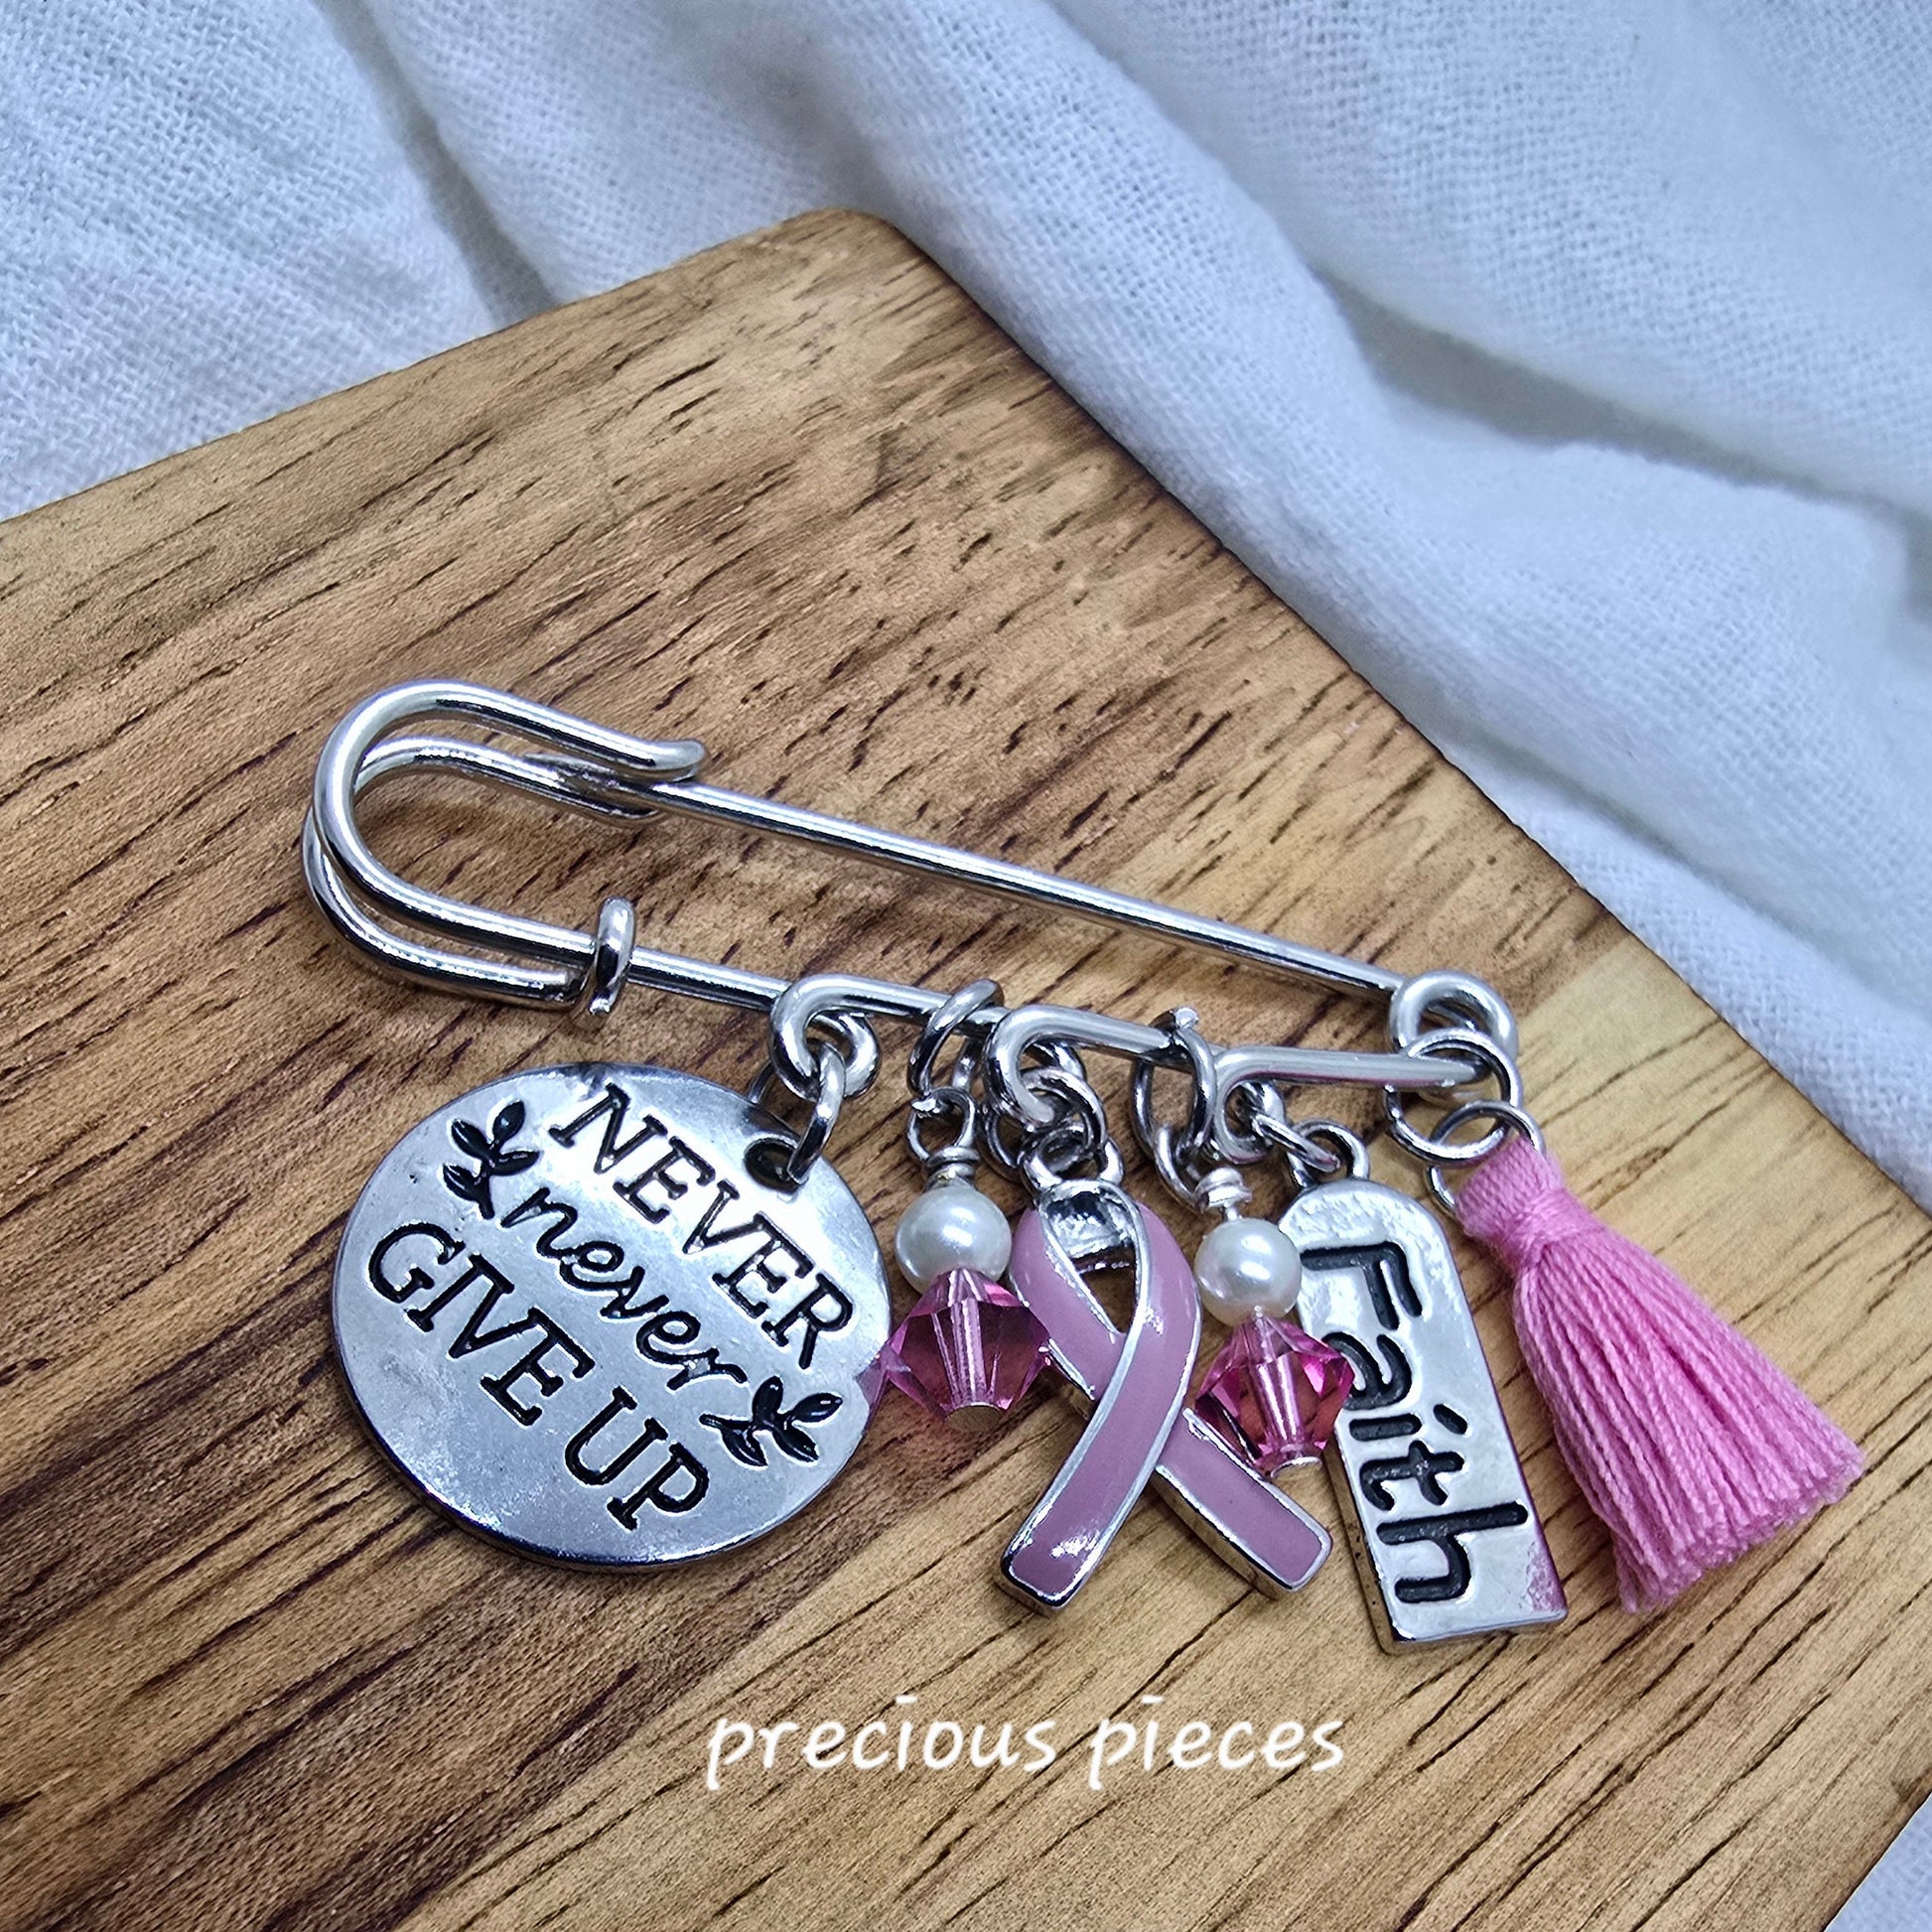 NEVER
never
GIVE UP
Faith
precious pieces